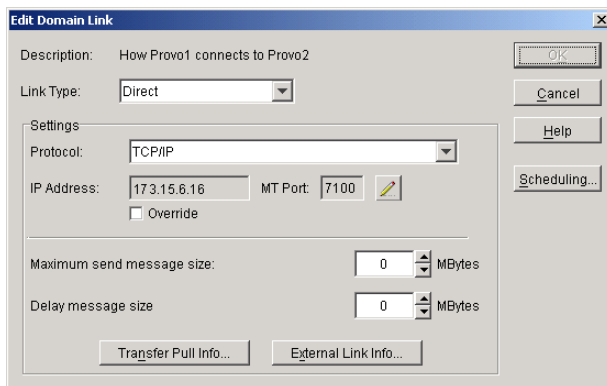 Edit Domain Link
Description: How Provo1 connects to Provo2
OK
Link Type: Direct
Cancel
Settings
Protocol: TCP/IP
Help
IP Address: 173.15.6.16 MT Port: 7100
Scheduling...
Override
Maximum send message size: 0 MBytes
Delay message size 0 MBytes
Transfer Pull Info... External Link Info...